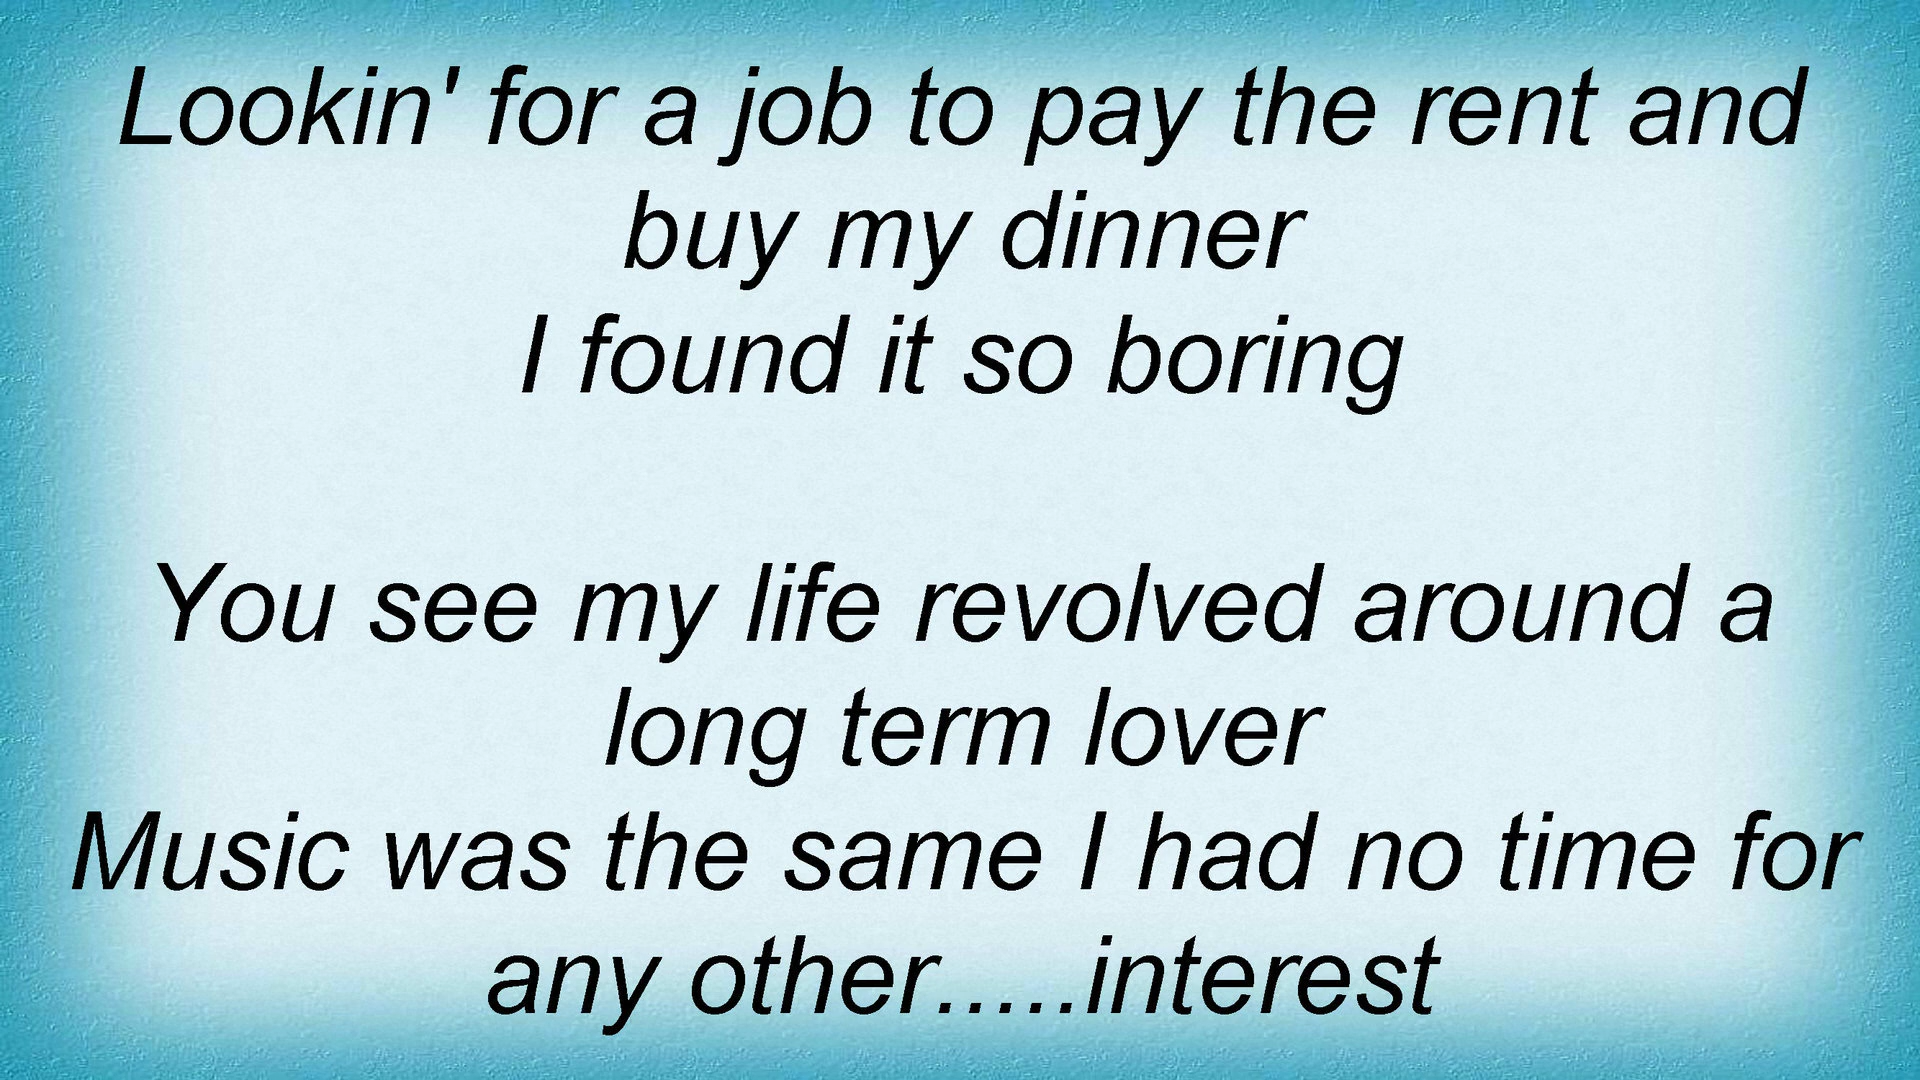 Lookin' for a job to pay the rent and
buy my dinner
I found it so boring
You see my life revolved around a
long term lover
Music was the same I had no time for
any other.....interest